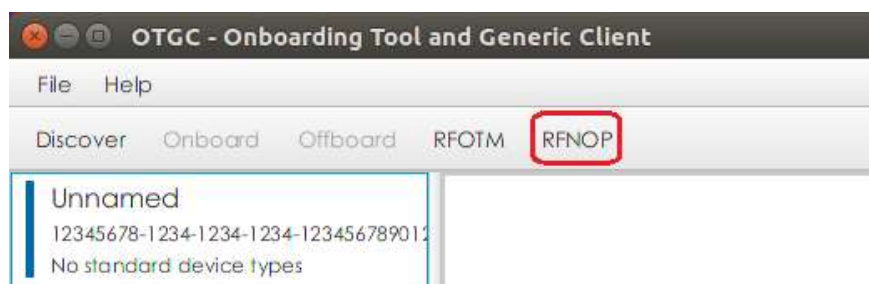 OTGC - Onboarding Tool and Generic Client
File Help
Discover Onboard Offboard RFOTM RFNOP
Unnamed
12345678-1234-1234-1234-123456789012
No standard device types